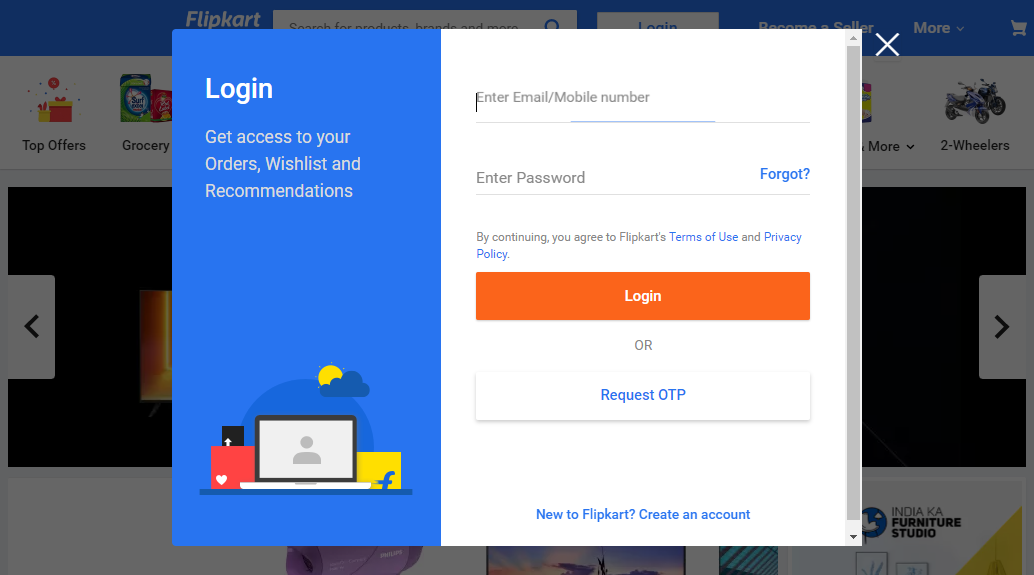 Flipkart
Search for products, brands and more
Login
Become a Seller
More
Login
Get access to your
Orders, Wishlist and
Recommendations
Enter Email/Mobile number
Enter Password
Forgot?
By continuing, you agree to Flipkart's Terms of Use and Privacy
Policy.
Login
OR
Request OTP
New to Flipkart? Create an account
Top Offers
Grocery
& More
2-Wheelers
INDIA KA
FURNITURE
STUDIO